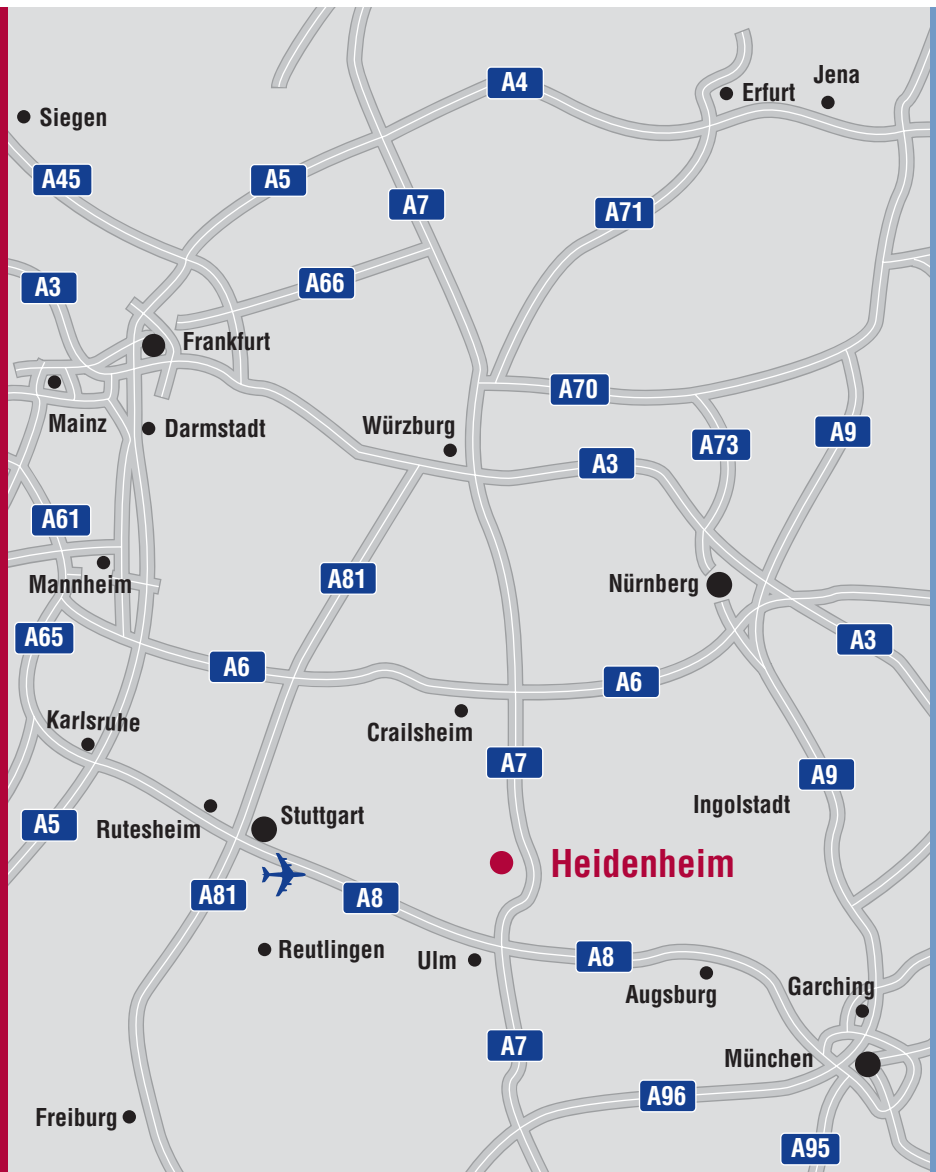 A4
Jena
Erfurt
Siegen
A45
A5
A7
A71
A66
A3
Frankfurt
A70
Mainz
Darmstadt
Würzburg
A73
A9
A3
A61
Mannheim
A81
Nürnberg
A65
A6
A6
A3
Karlsruhe
Crailsheim
A7
A9
Ingolstadt
A5
Rutesheim
Stuttgart
Heidenheim
A81
A8
Reutlingen
Ulm
A8
Augsburg
Garching
A7
München
A96
Freiburg
A95